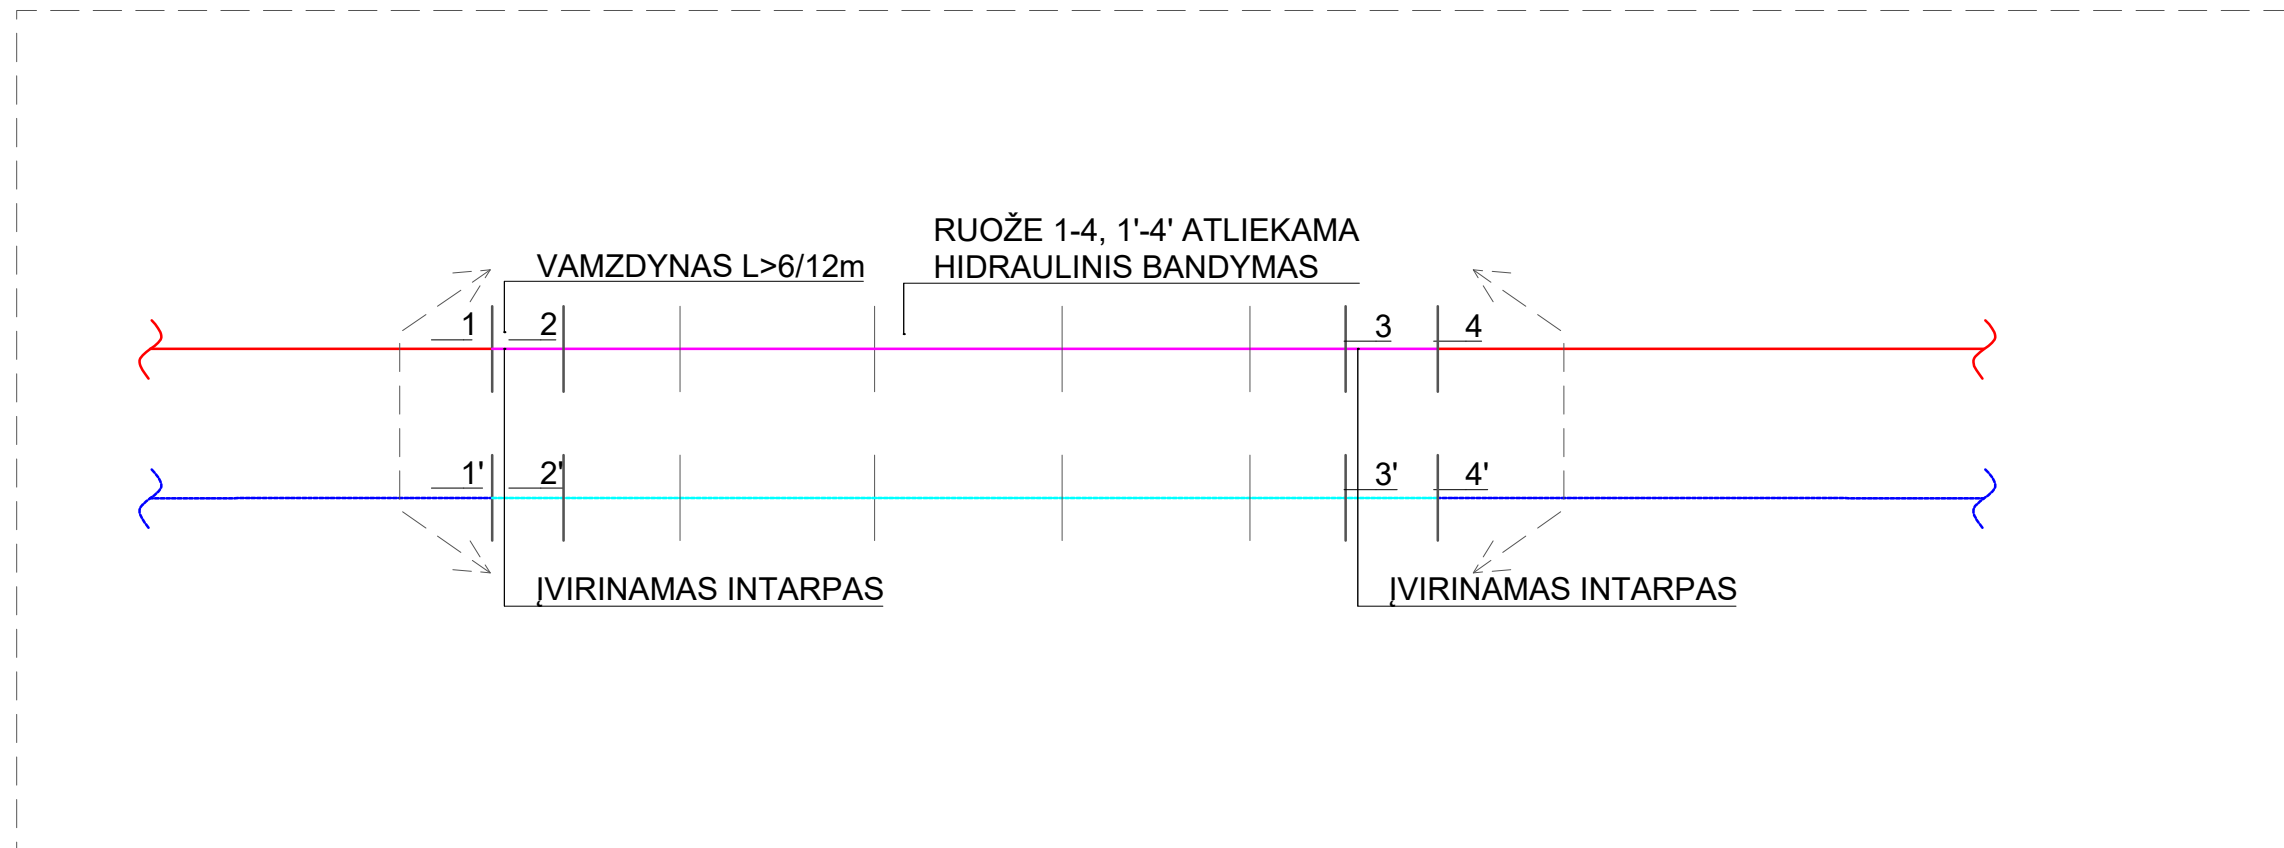 RUOŽE 1-4, 1'-4' ATLIEKAMA
HIDRAULINIS BANDYMAS
VAMZDYNAS L>6/12m
1 2 3 4
1' 2' 3' 4'
ĮVIRINAMAS INTARPAS
ĮVIRINAMAS INTARPAS